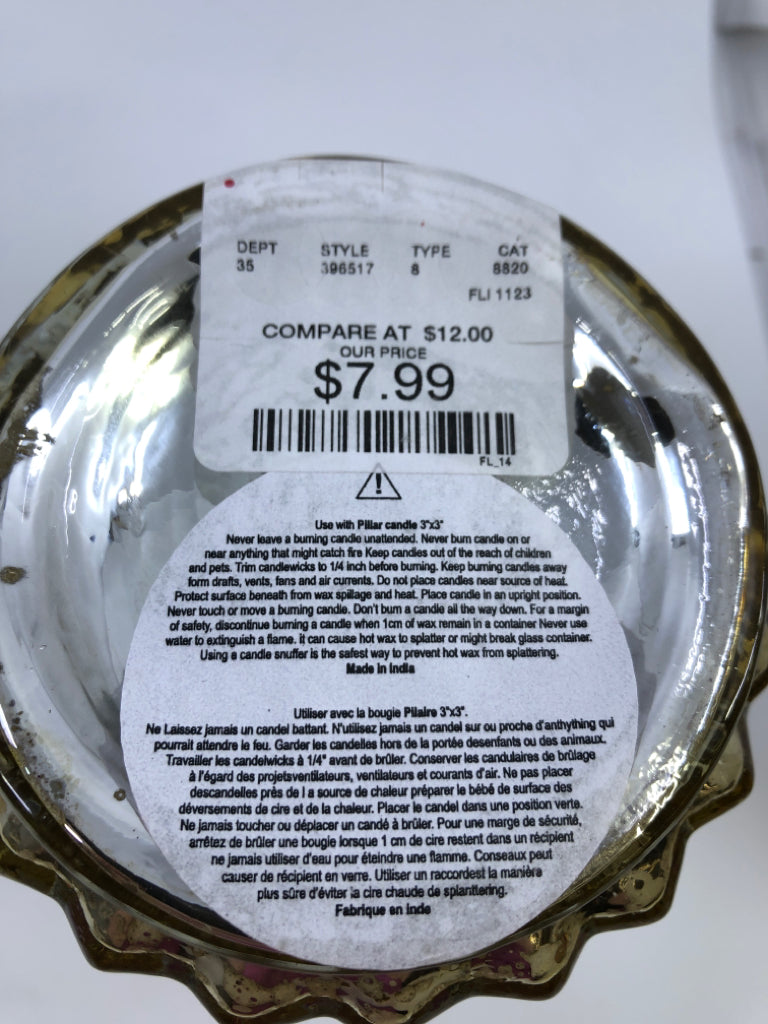 DEPT STYLE TYPE CAT
35 396517 8 8820
FLI 1123
COMPARE AT $12.00
OUR PRICE
$7.99
FL_14
Use with Pillar candle 3"x3"
Never leave a burning candle unattended. Never burn candle on or
near anything that might catch fire Keep candles out of the reach of children
and pets. Trim candlewicks to 1/4 inch before burning. Keep burning candles away
form drafts, vents, fans and air currents. Do not place candles near source of heat.
Protect surface beneath from wax spillage and heat. Place candle in an upright position.
Never touch or move a burning candle. Don't burn a candle all the way down. For a margin
of safety, discontinue burning a candle when 1cm of wax remain in a container Never use
water to extinguish a flame. it can cause hot wax to splatter or might break glass container.
Using a candle snuffer is the safest way to prevent hot wax from splattering.
Made in India
Utiliser avec la bougie Pilaire 3"x3".
Ne Laissez jamais un candel battant. N'utilisez jamais un candel sur ou proche d'anthything qui
pourrait attendre le feu. Garder les candelles hors de la portée desenfants ou des animaux.
Travailler les candelwicks à 1/4" avant de brûler. Conserver les candulaires de brûlage
à l'égard des projetsventilateurs, ventilateurs et courants d'air. Ne pas placer
descandelles près de l a source de chaleur préparer le bébé de surface des
déversements de cire et de la chaleur. Placer le candel dans une position verte.
Ne jamais toucher ou déplacer un candé à brûler. Pour une marge de sécurité,
arrêtez de brûler une bougie lorsque 1 cm de cire restent dans un récipient
ne jamais utiliser d'eau pour éteindre une flamme. Conseaux peut
causer de récipient en verre. Utiliser un raccordest la manière
plus sûre d'éviter la cire chaude de splanttering.
Fabrique en Inde